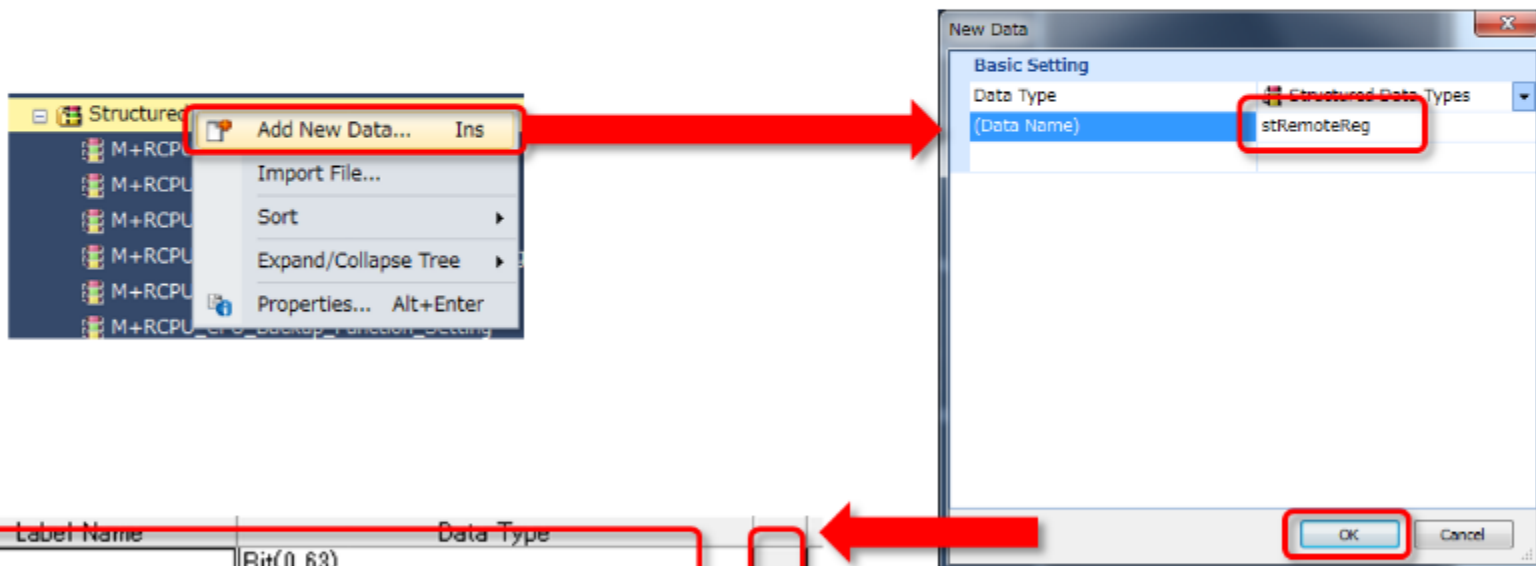 Structured
Add New Data... Ins
Import File...
Sort
Expand/Collapse Tree
Properties... Alt+Enter
M+RCPU
M+RCPU
M+RCPU
M+RCPU
M+RCPU
M+RCPU_CPU_Backup_Function_Setting
New Data
Basic Setting
Data Type Structured Data Types
(Data Name) stRemoteReg
OK Cancel
Label Name Data Type
Bit(0..63)